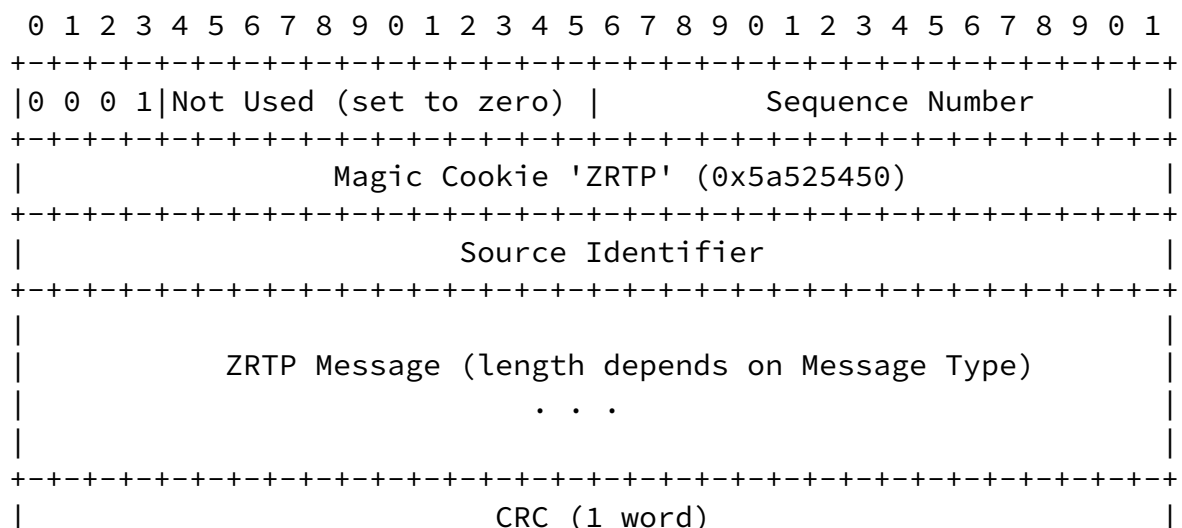 0 1 2 3 4 5 6 7 8 9 0 1 2 3 4 5 6 7 8 9 0 1 2 3 4 5 6 7 8 9 0 1
+-+-+-+-+-+-+-+-+-+-+-+-+-+-+-+-+-+-+-+-+-+-+-+-+-+-+-+-+-+-+-+-+
|0 0 0 1|Not Used (set to zero) |         Sequence Number       |
+-+-+-+-+-+-+-+-+-+-+-+-+-+-+-+-+-+-+-+-+-+-+-+-+-+-+-+-+-+-+-+-+
|                 Magic Cookie 'ZRTP' (0x5a525450)              |
+-+-+-+-+-+-+-+-+-+-+-+-+-+-+-+-+-+-+-+-+-+-+-+-+-+-+-+-+-+-+-+-+
|                        Source Identifier                      |
+-+-+-+-+-+-+-+-+-+-+-+-+-+-+-+-+-+-+-+-+-+-+-+-+-+-+-+-+-+-+-+-+
|                                                               |
|           ZRTP Message (length depends on Message Type)       |
|                            . . .                              |
|                                                               |
+-+-+-+-+-+-+-+-+-+-+-+-+-+-+-+-+-+-+-+-+-+-+-+-+-+-+-+-+-+-+-+-+
|                          CRC (1 word)                         |